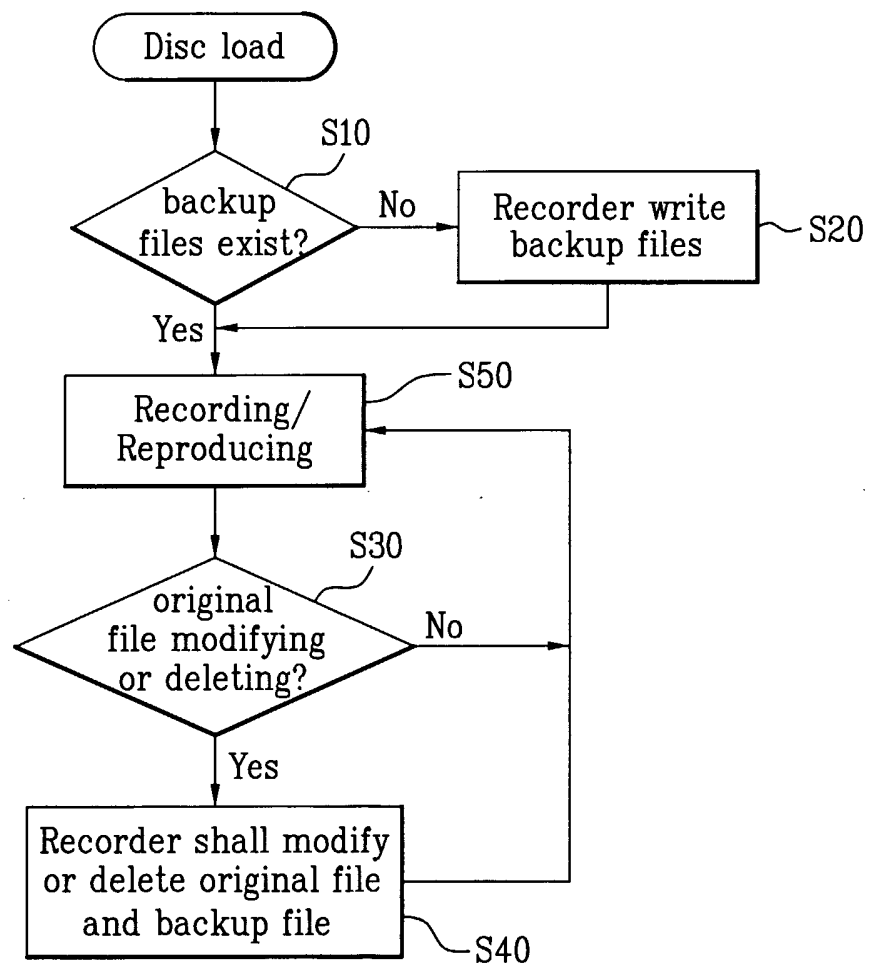 Disc load
S10
backup
files exist?
No
Recorder write
backup files
S20
Yes
S50
Recording/
Reproducing
S30
original
file modifying
or deleting?
No
Yes
Recorder shall modify
or delete original file
and backup file
S40